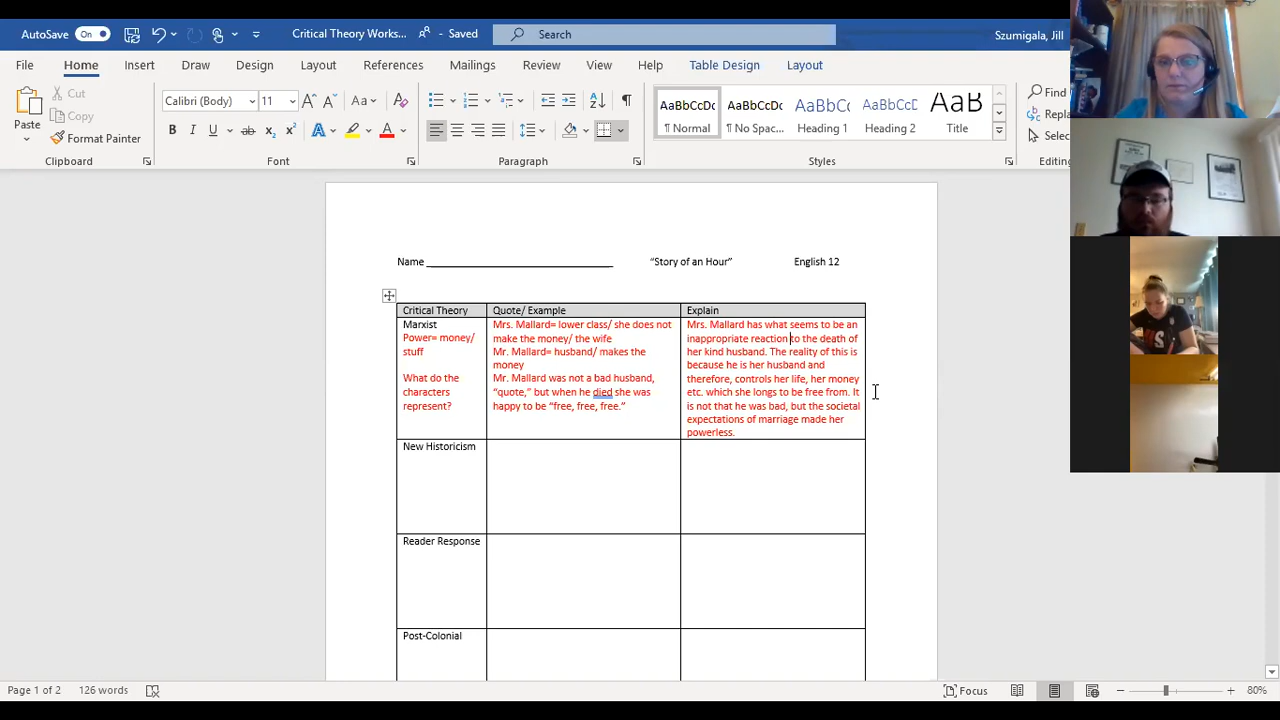 AutoSave On Critical Theory Works... - Saved Search Szumigala, Jill
File Home Insert Draw Design Layout References Mailings Review View Help Table Design Layout
Paste Cut Copy Format Painter
Calibri (Body) 11 A A Aa A
B I U ab x₂ x² A A
AaBbCcDc AaBbCcDc AaBbCc AaBbCcD AaB
¶ Normal ¶ No Spac... Heading 1 Heading 2 Title
Find
Repla
Selec
Clipboard Font Paragraph Styles Editing
Name ______________________________ “Story of an Hour” English 12
Critical Theory Quote/ Example Explain
Marxist
Power= money/
stuff
What do the
characters
represent?
Mrs. Mallard= lower class/ she does not
make the money/ the wife
Mr. Mallard= husband/ makes the
money
Mr. Mallard was not a bad husband,
“quote,” but when he died she was
happy to be “free, free, free.”
Mrs. Mallard has what seems to be an
inappropriate reaction to the death of
her kind husband. The reality of this is
because he is her husband and
therefore, controls her life, her money
etc. which she longs to be free from. It
is not that he was bad, but the societal
expectations of marriage made her
powerless.
New Historicism
Reader Response
Post-Colonial
Page 1 of 2 126 words Focus 80%